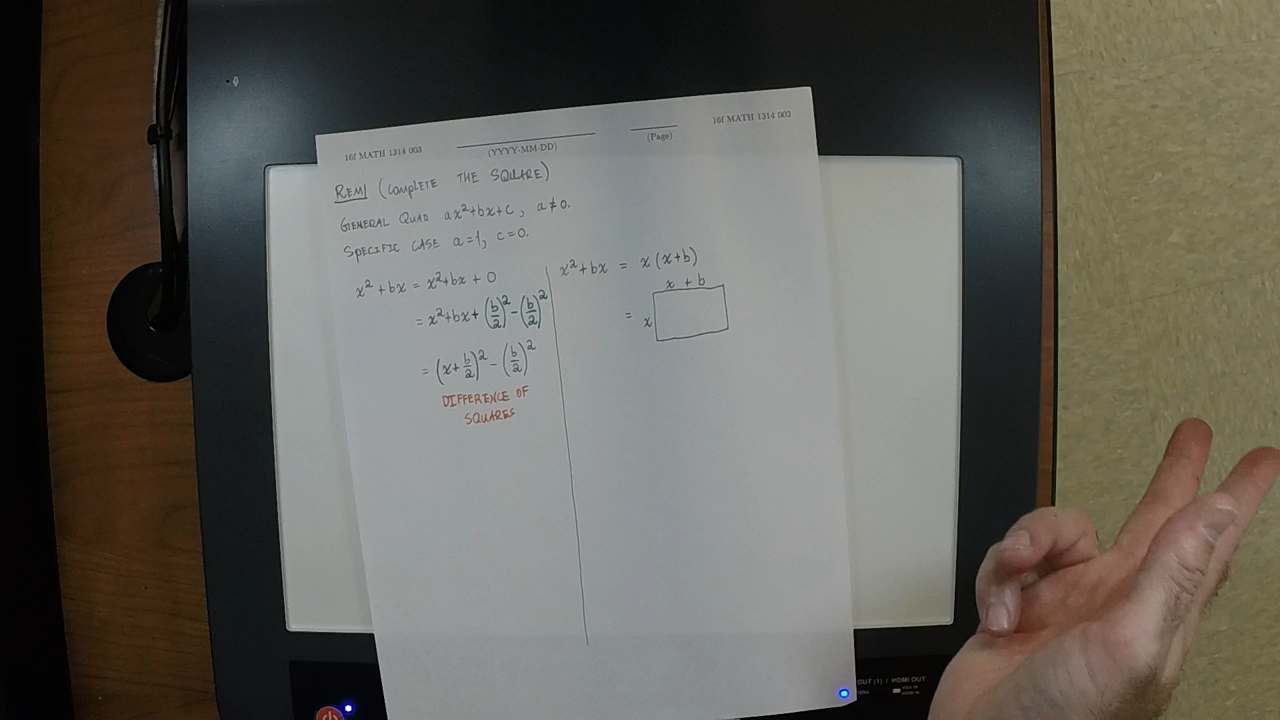 16f MATH 1314 003
(YYYY-MM-DD)
(Page)
16f MATH 1314 003
REM (COMPLETE THE SQUARE)
GENERAL QUAD ax²+bx+c, a≠0.
SPECIFIC CASE a=1, c=0.
x²+bx = x²+bx+0
= x²+bx+(b/2)²-(b/2)²
= (x+b/2)²-(b/2)²
DIFFERENCE OF
SQUARES
x²+bx = x(x+b)
x + b
= x
OUT (1) / HDMI OUT